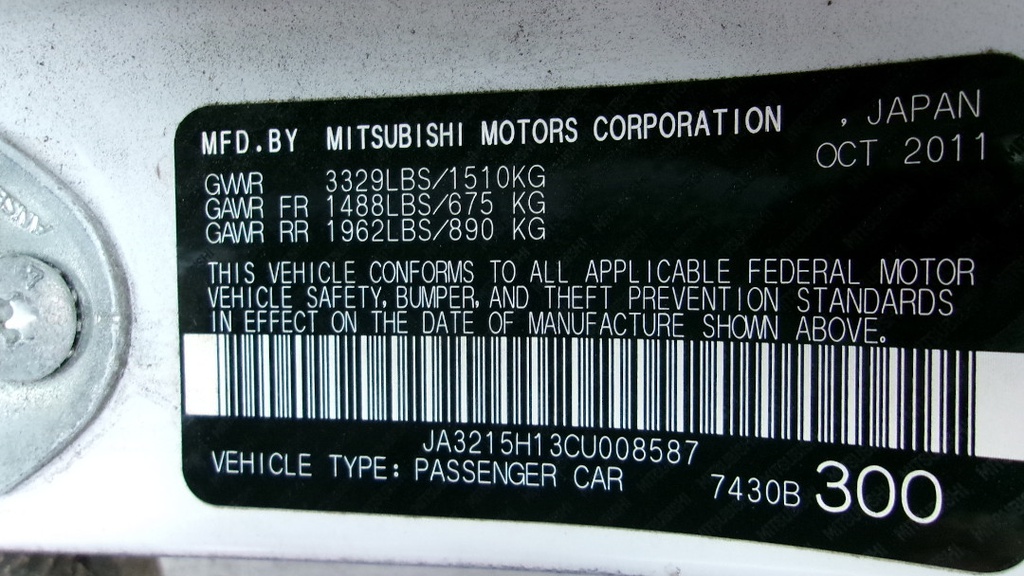 MFD.BY MITSUBISHI MOTORS CORPORATION , JAPAN
OCT 2011
GVWR 3329LBS/1510KG
GAWR FR 1488LBS/675 KG
GAWR RR 1962LBS/890 KG
THIS VEHICLE CONFORMS TO ALL APPLICABLE FEDERAL MOTOR
VEHICLE SAFETY, BUMPER, AND THEFT PREVENTION STANDARDS
IN EFFECT ON THE DATE OF MANUFACTURE SHOWN ABOVE.
JA3215H13CU008587
VEHICLE TYPE: PASSENGER CAR 7430B 300